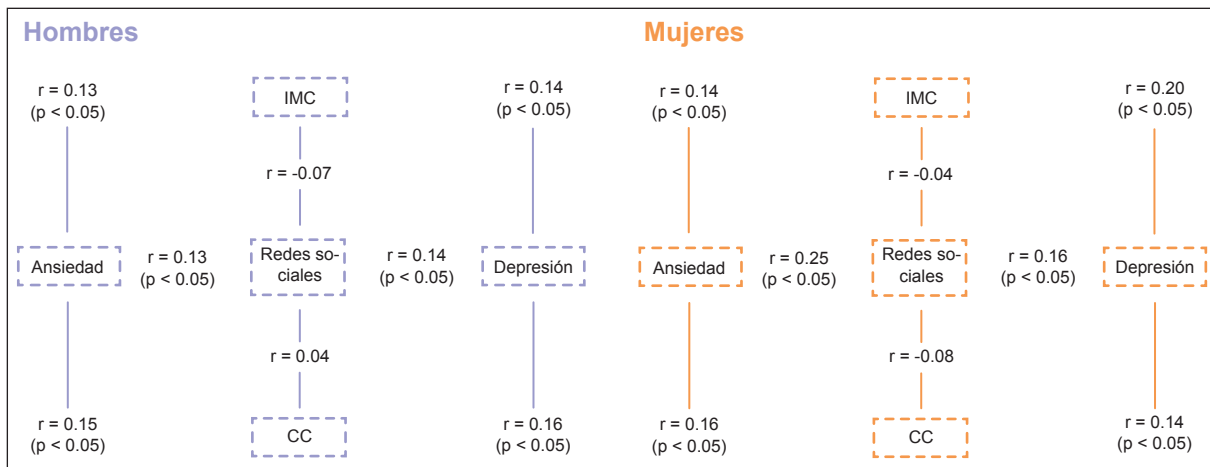 Hombres
r = 0.13
(p < 0.05)
IMC
r = 0.14
(p < 0.05)
r = -0.07
Ansiedad
r = 0.13
(p < 0.05)
Redes so-
ciales
r = 0.14
(p < 0.05)
Depresión
r = 0.04
r = 0.15
(p < 0.05)
CC
r = 0.16
(p < 0.05)
Mujeres
r = 0.14
(p < 0.05)
IMC
r = 0.20
(p < 0.05)
r = -0.04
Ansiedad
r = 0.25
(p < 0.05)
Redes so-
ciales
r = 0.16
(p < 0.05)
Depresión
r = -0.08
r = 0.16
(p < 0.05)
CC
r = 0.14
(p < 0.05)